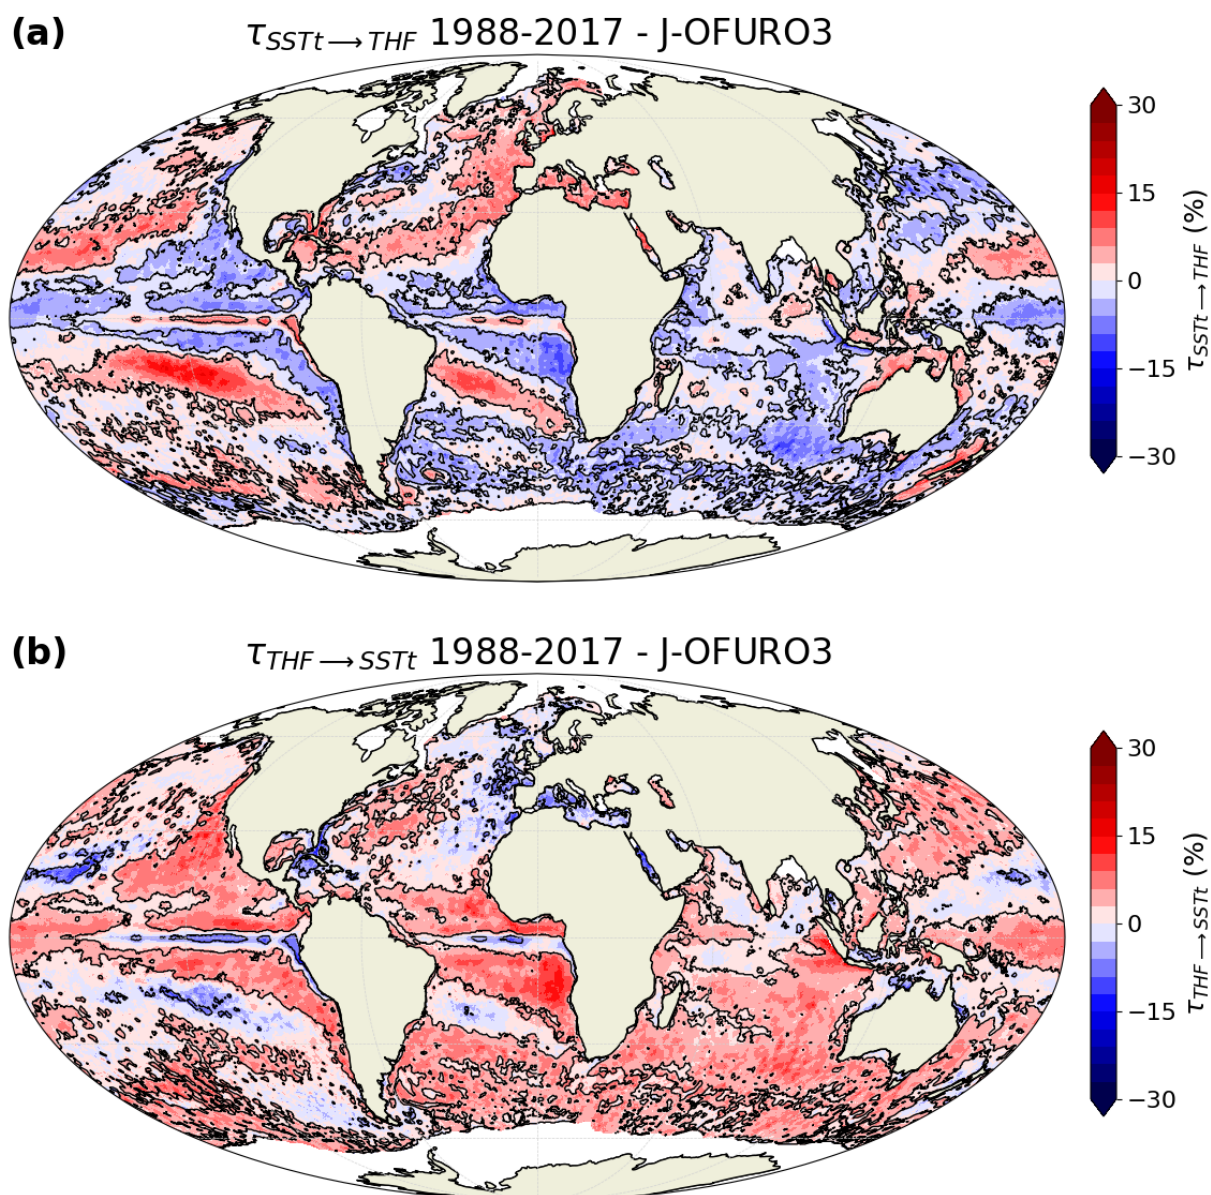 (a)
τSSTt⟶THF 1988-2017 - J-OFURO3
30
15
0
−15
−30
τSSTt⟶THF (%)
(b)
τTHF⟶SSTt 1988-2017 - J-OFURO3
30
15
0
−15
−30
τTHF⟶SSTt (%)